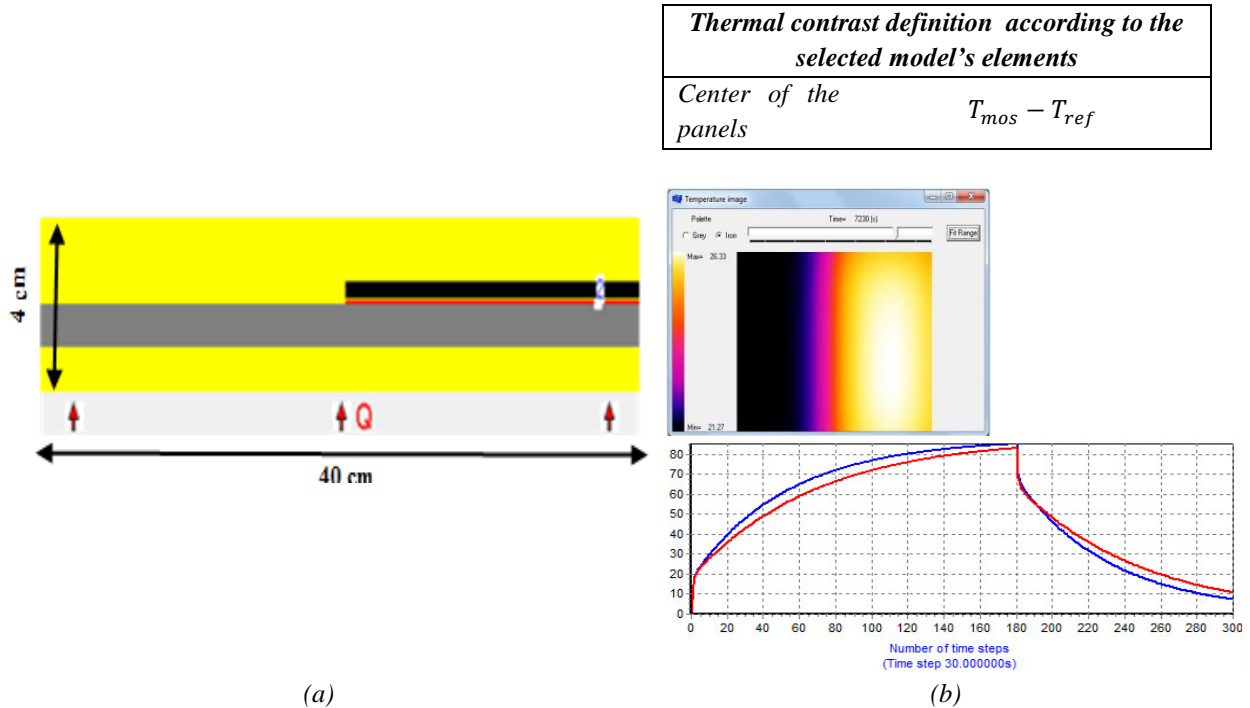 Thermal contrast definition according to the
selected model's elements
Center of the
panels
T_mos − T_ref
4 cm
Q
40 cm
Temperature image
Palette
Time= 7230 (s)
Grey
Iron
Fit Range
Max= 26.33
Min= 21.27
80
70
60
50
40
30
20
10
0
0 20 40 60 80 100 120 140 160 180 200 220 240 260 280 300
Number of time steps
(Time step 30.000000s)
(a)
(b)